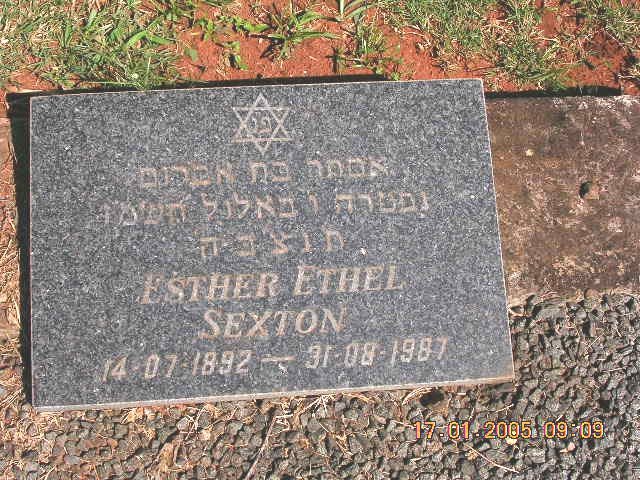 פנ
אסתר בת אברהם
נפטרה ו באלול תשמז
ת נ צ ב ה
ESTHER ETHEL
SEXTON
14-07-1892 — 31-08-1987
17.01.2005 09:09